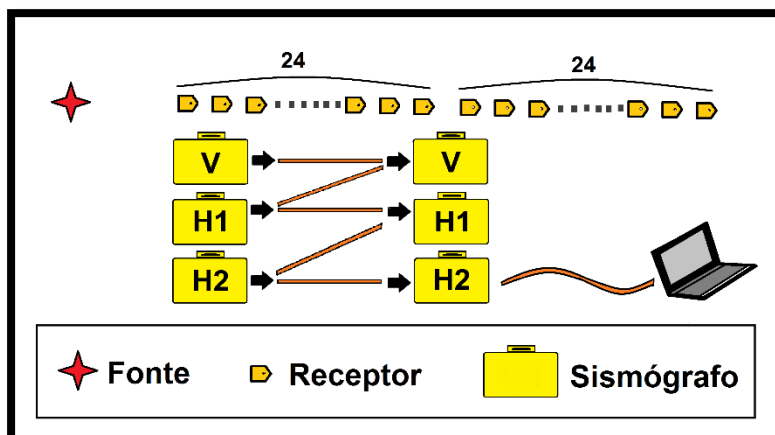 24
24
V
V
H1
H1
H2
H2
Fonte
Receptor
Sismógrafo